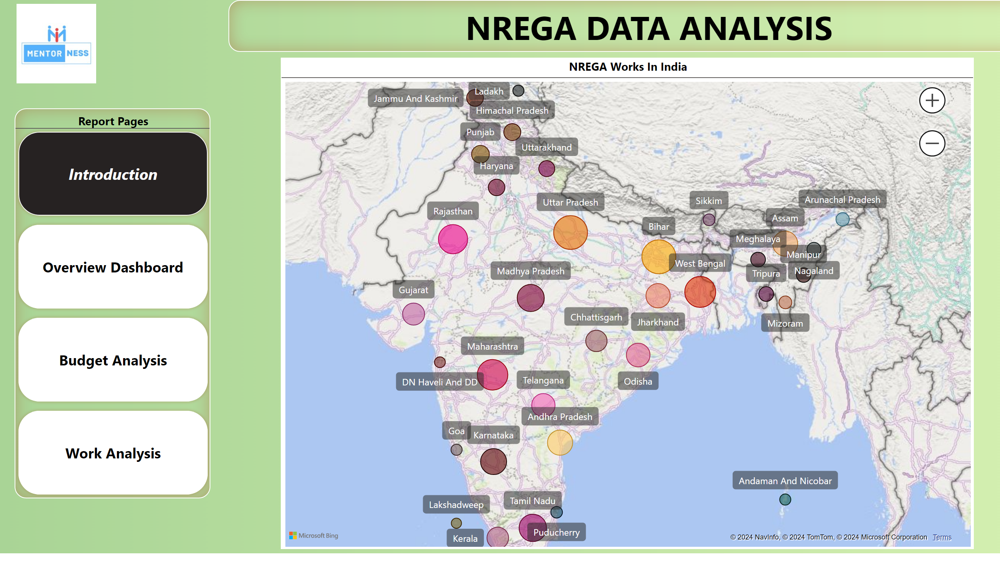 MENTOR NESS
NREGA DATA ANALYSIS
Report Pages
Introduction
Overview Dashboard
Budget Analysis
Work Analysis
NREGA Works In India
Ladakh
Jammu And Kashmir
Himachal Pradesh
Punjab
Uttarakhand
Haryana
Uttar Pradesh
Sikkim
Arunachal Pradesh
Rajasthan
Assam
Bihar
Meghalaya
Manipur
West Bengal
Madhya Pradesh
Nagaland
Tripura
Gujarat
Chhattisgarh
Jharkhand
Mizoram
Maharashtra
Telangana
Odisha
DN Haveli And DD
Andhra Pradesh
Goa
Karnataka
Andaman And Nicobar
Tamil Nadu
Lakshadweep
Puducherry
Kerala
Microsoft Bing
© 2024 NavInfo, © 2024 TomTom, © 2024 Microsoft Corporation Terms